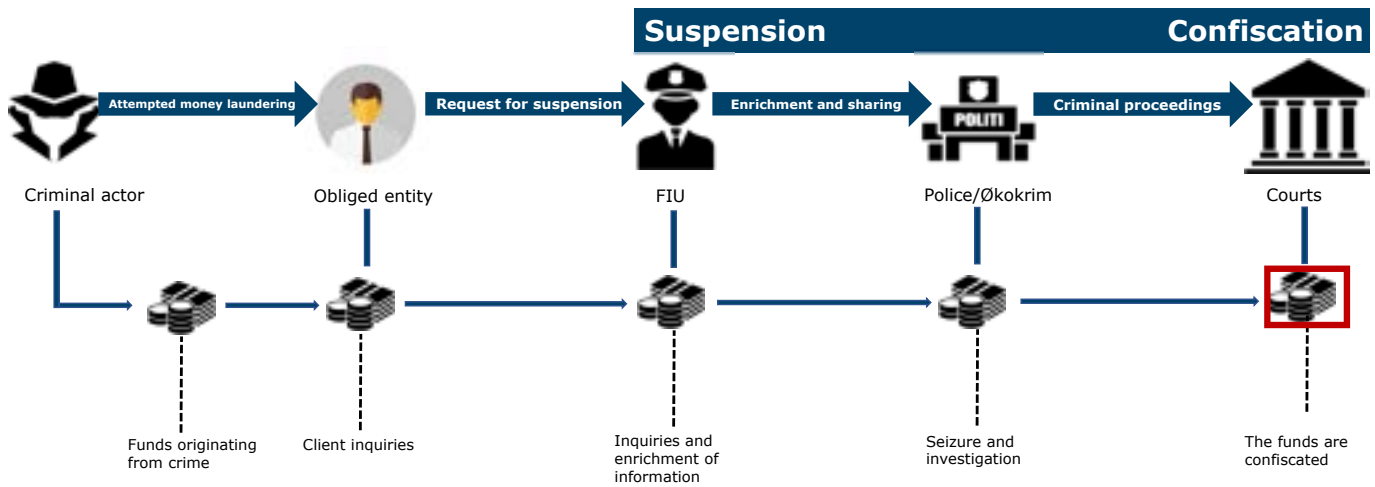 Suspension Confiscation
Attempted money laundering
Request for suspension
Enrichment and sharing
POLITI
Criminal proceedings
Criminal actor
Obliged entity
FIU
Police/Økokrim
Courts
Funds originating
from crime
Client inquiries
Inquiries and
enrichment of
information
Seizure and
investigation
The funds are
confiscated